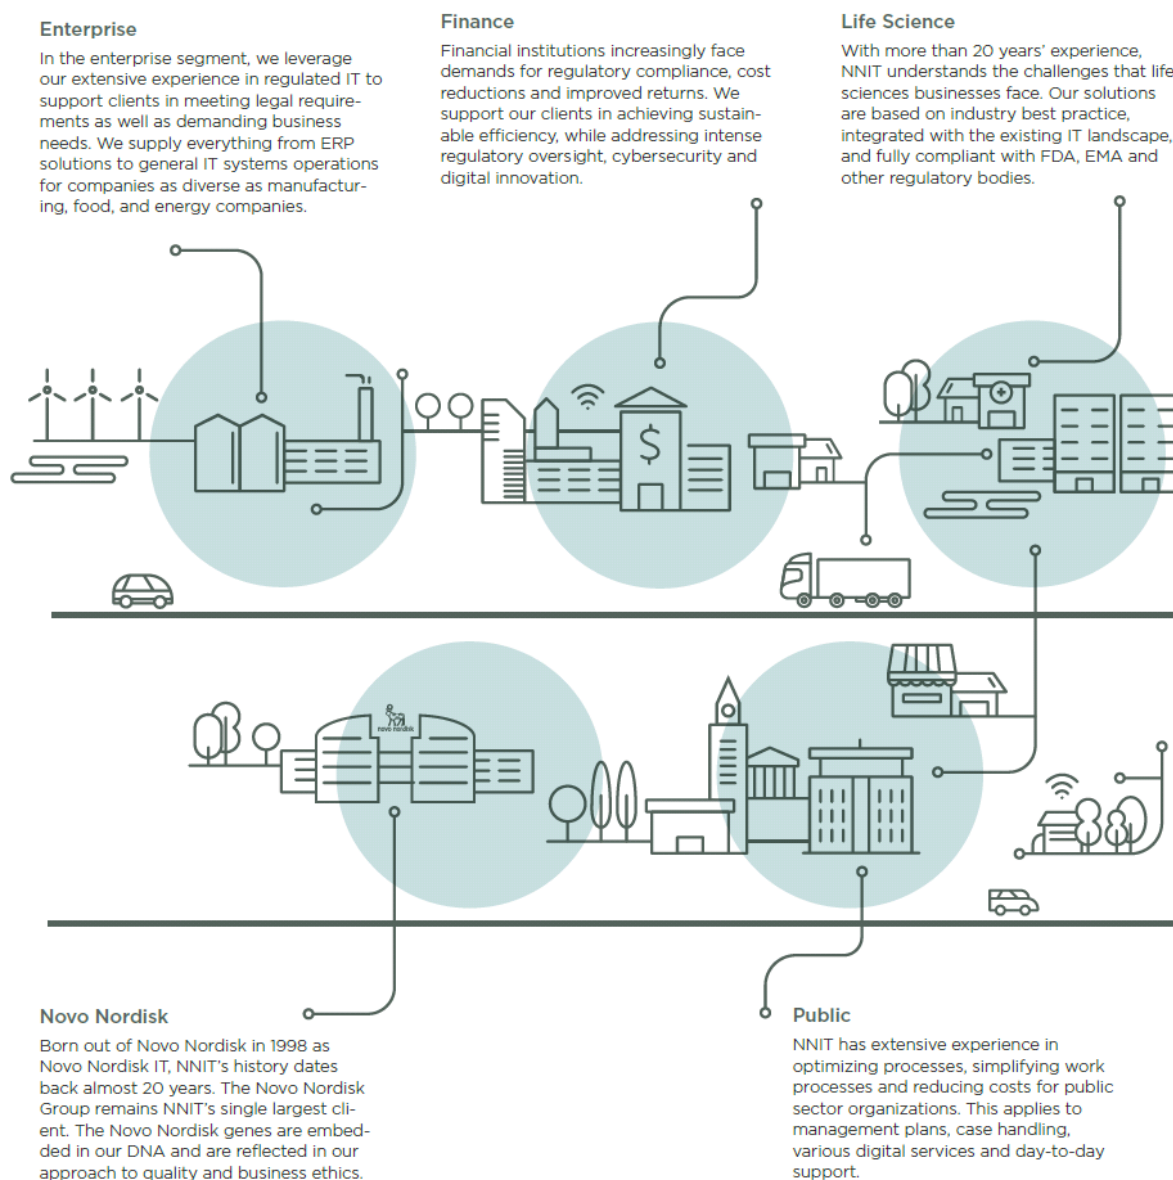 Enterprise
In the enterprise segment, we leverage
our extensive experience in regulated IT to
support clients in meeting legal require-
ments as well as demanding business
needs. We supply everything from ERP
solutions to general IT systems operations
for companies as diverse as manufactur-
ing, food, and energy companies.
Finance
Financial institutions increasingly face
demands for regulatory compliance, cost
reductions and improved returns. We
support our clients in achieving sustain-
able efficiency, while addressing intense
regulatory oversight, cybersecurity and
digital innovation.
Life Science
With more than 20 years’ experience,
NNIT understands the challenges that life
sciences businesses face. Our solutions
are based on industry best practice,
integrated with the existing IT landscape,
and fully compliant with FDA, EMA and
other regulatory bodies.
$
novo nordisk
Novo Nordisk
Born out of Novo Nordisk in 1998 as
Novo Nordisk IT, NNIT’s history dates
back almost 20 years. The Novo Nordisk
Group remains NNIT’s single largest cli-
ent. The Novo Nordisk genes are embed-
ded in our DNA and are reflected in our
approach to quality and business ethics.
Public
NNIT has extensive experience in
optimizing processes, simplifying work
processes and reducing costs for public
sector organizations. This applies to
management plans, case handling,
various digital services and day-to-day
support.